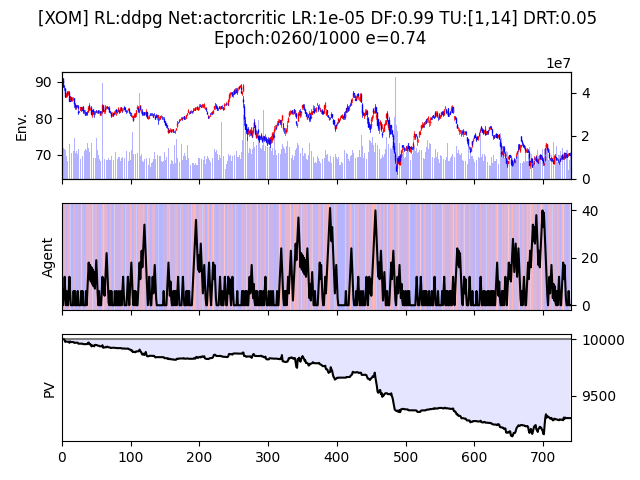 [XOM] RL:ddpg Net:actorcritic LR:1e-05 DF:0.99 TU:[1,14] DRT:0.05
Epoch:0260/1000 e=0.74
1e7
90
80
70
Env.
4
2
0
Agent
40
20
0
PV
10000
9500
0 100 200 300 400 500 600 700